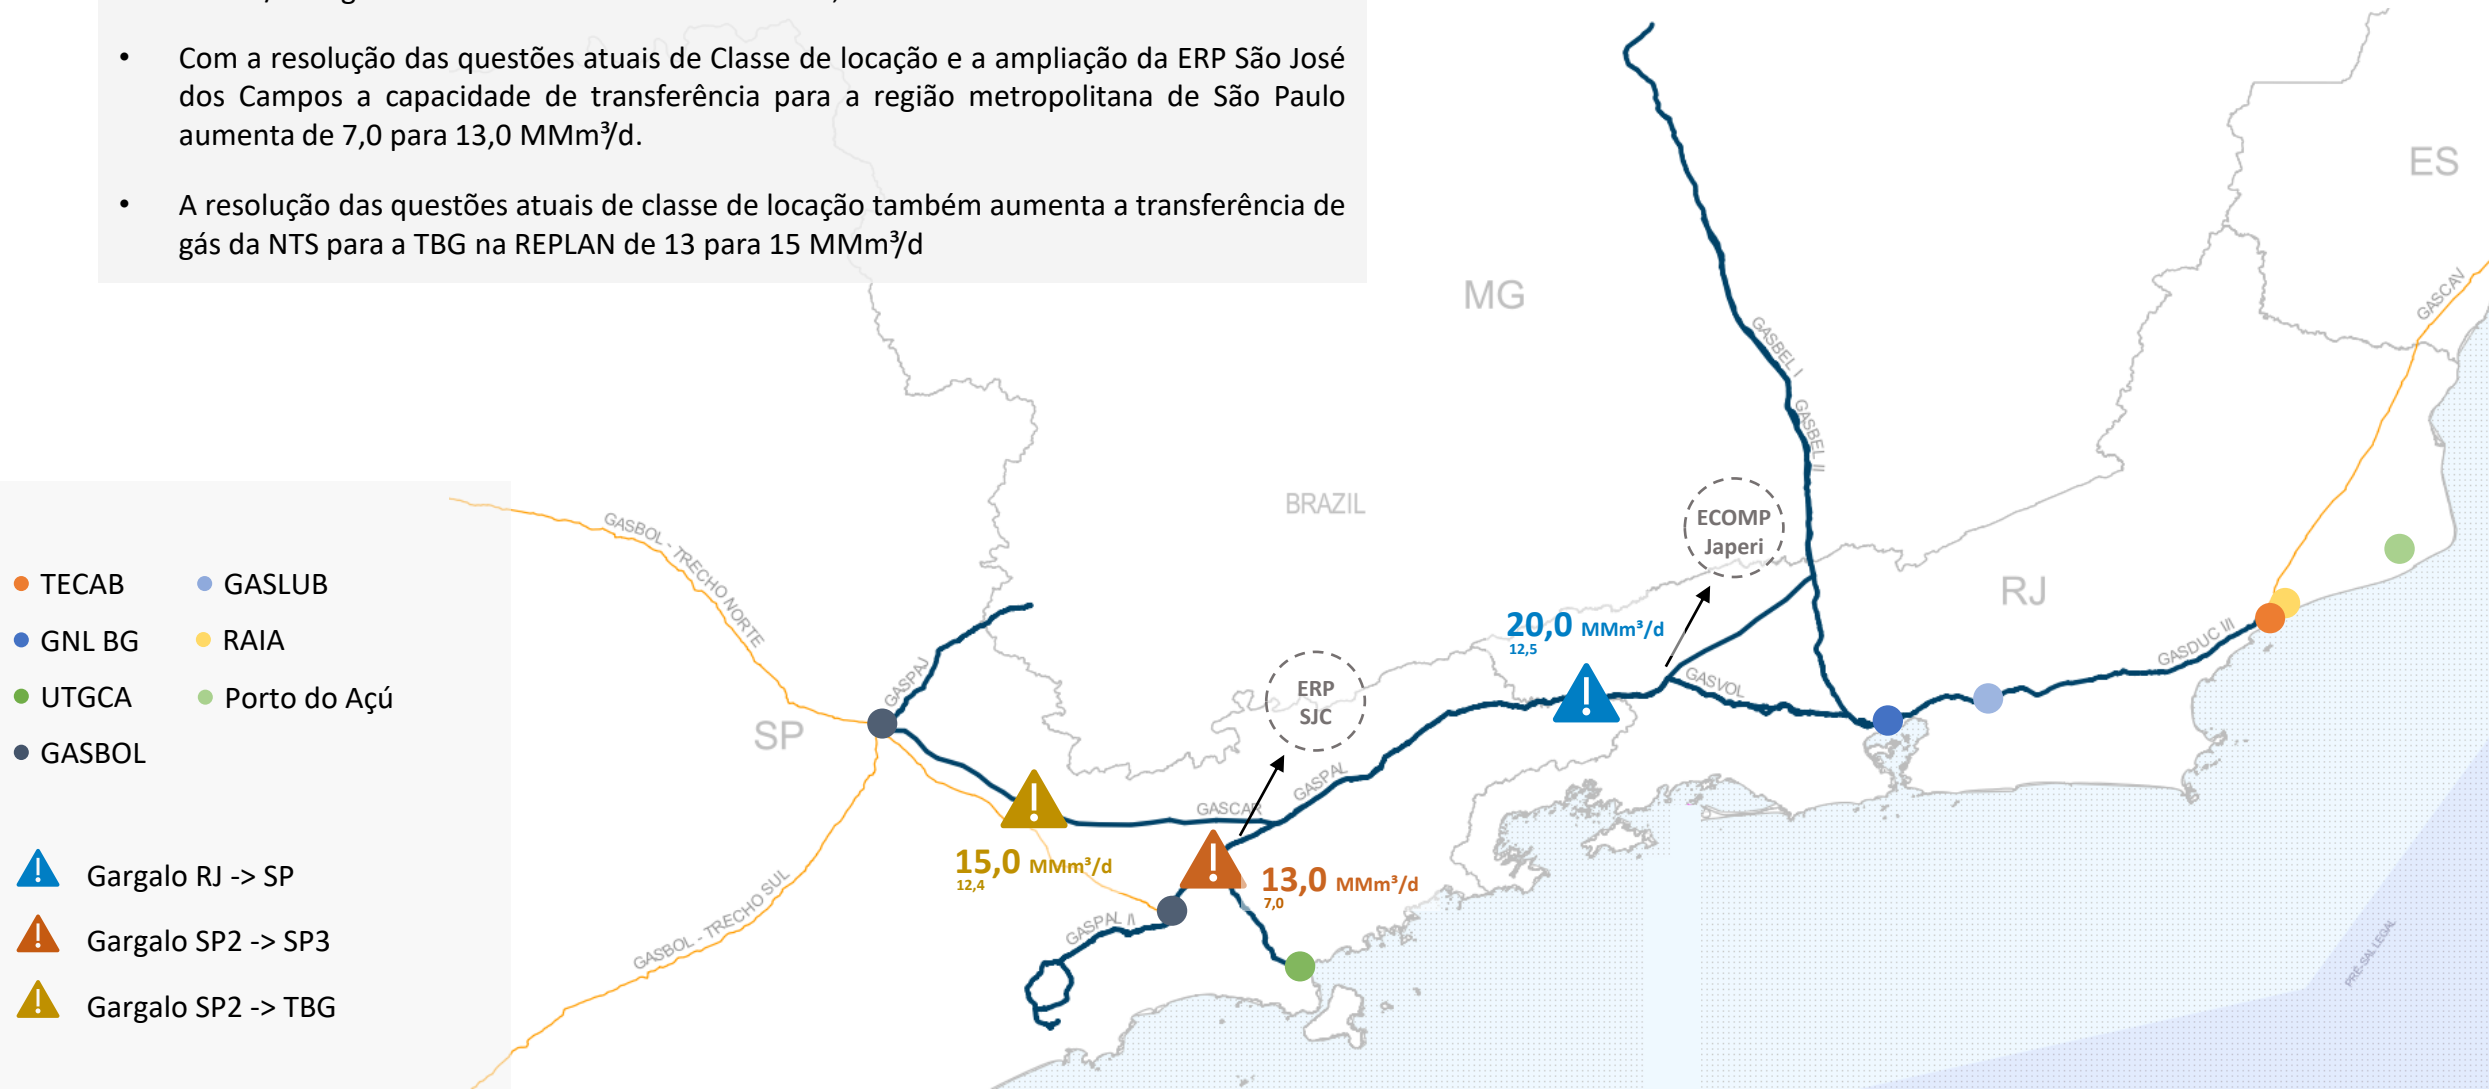 • Com a resolução das questões atuais de Classe de locação e a ampliação da ERP São José
dos Campos a capacidade de transferência para a região metropolitana de São Paulo
aumenta de 7,0 para 13,0 MMm³/d.
• A resolução das questões atuais de classe de locação também aumenta a transferência de
gás da NTS para a TBG na REPLAN de 13 para 15 MMm³/d
ES
MG
GASCAV
GASBEL I
GASBEL II
BRAZIL
ECOMP
Japeri
RJ
GASBOL - TRECHO NORTE
TECAB
GASLUB
GNL BG
RAIA
UTGCA
Porto do Açú
GASBOL
20,0 MMm³/d
12,5
GASDUC III
GASPAJ
ERP
SJC
GASVOL
SP
GASPAL
GASCAR
15,0 MMm³/d
12,4
13,0 MMm³/d
7,0
Gargalo RJ -> SP
Gargalo SP2 -> SP3
Gargalo SP2 -> TBG
GASBOL - TRECHO SUL
GASPAL II
PRÉ-SAL LEGAL